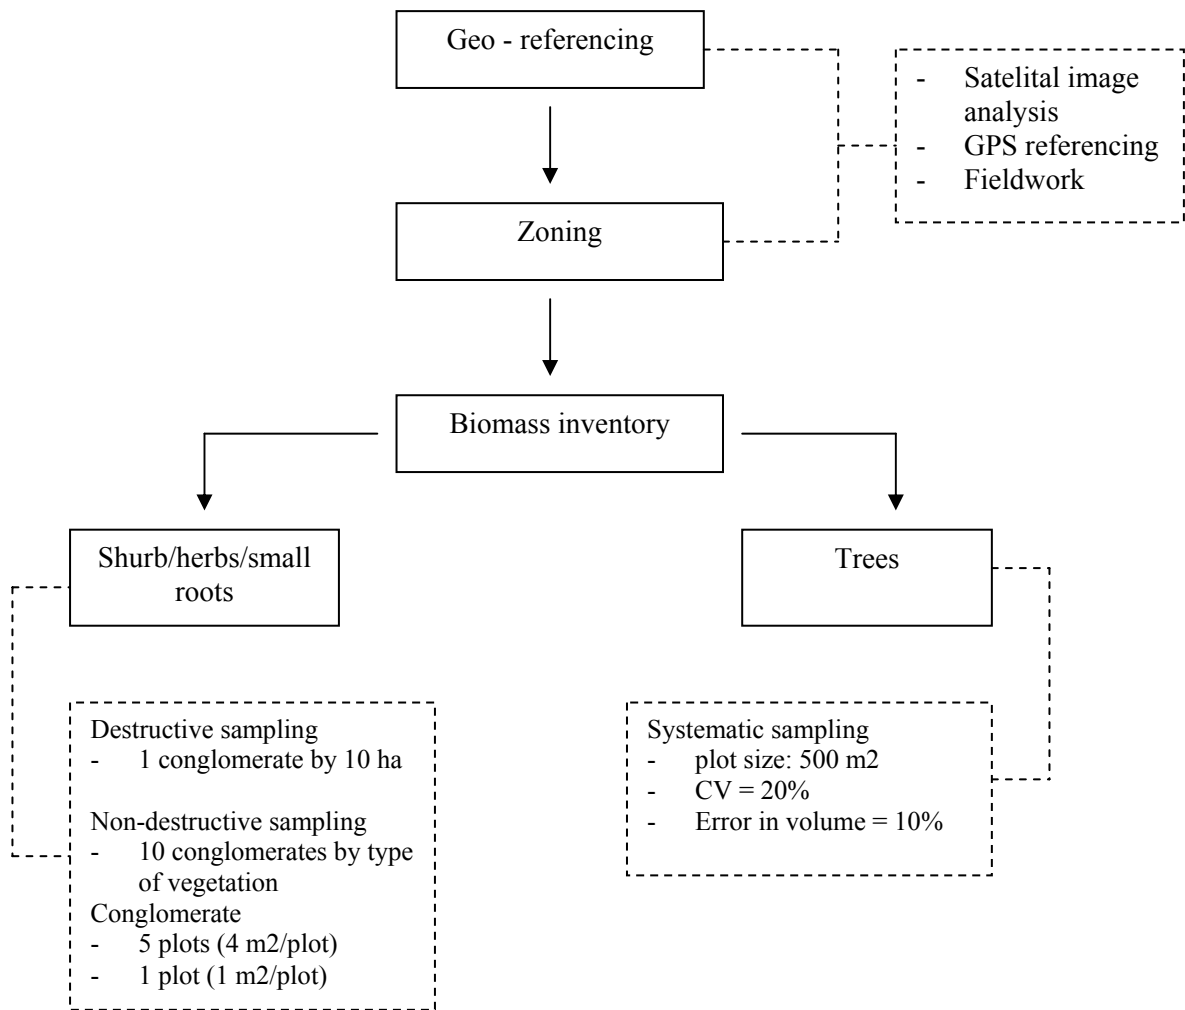 Geo - referencing
- Satelital image
analysis
- GPS referencing
- Fieldwork
Zoning
Biomass inventory
Shurb/herbs/small
roots
Trees
Destructive sampling
- 1 conglomerate by 10 ha
Non-destructive sampling
- 10 conglomerates by type
of vegetation
Conglomerate
- 5 plots (4 m2/plot)
- 1 plot (1 m2/plot)
Systematic sampling
- plot size: 500 m2
- CV = 20%
- Error in volume = 10%